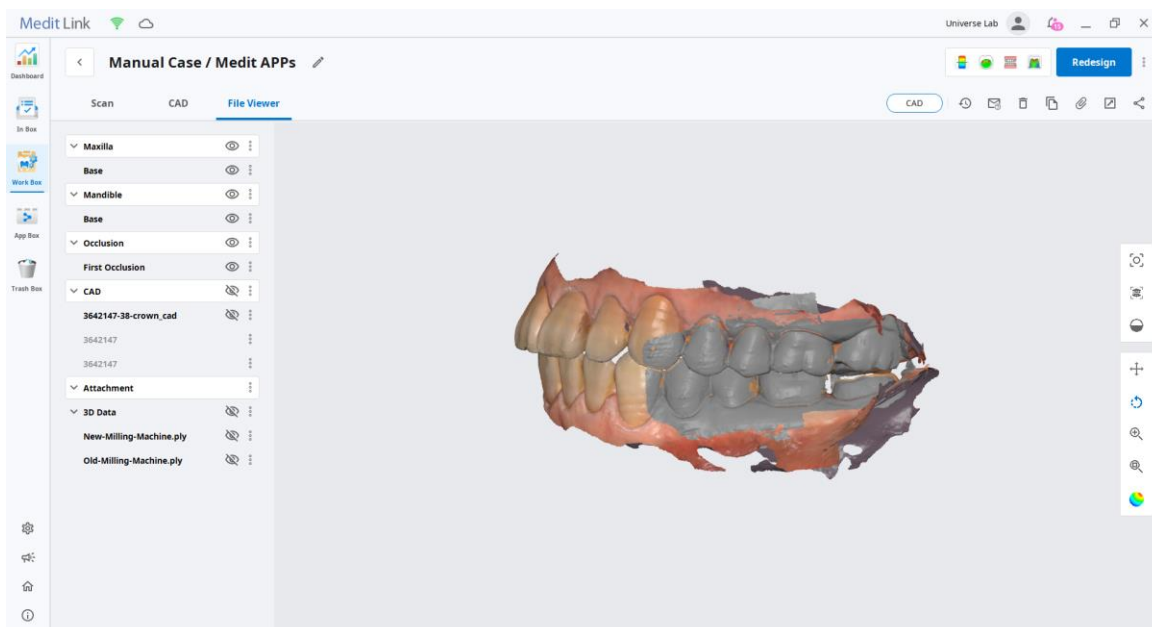 Medit Link
Universe Lab
Dashboard
In Box
Work Box
App Box
Trash Box
Manual Case / Medit APPs
Redesign
Scan
CAD
File Viewer
CAD
Maxilla
Base
Mandible
Base
Occlusion
First Occlusion
CAD
3642147-38-crown_cad
3642147
3642147
Attachment
3D Data
New-Milling-Machine.ply
Old-Milling-Machine.ply